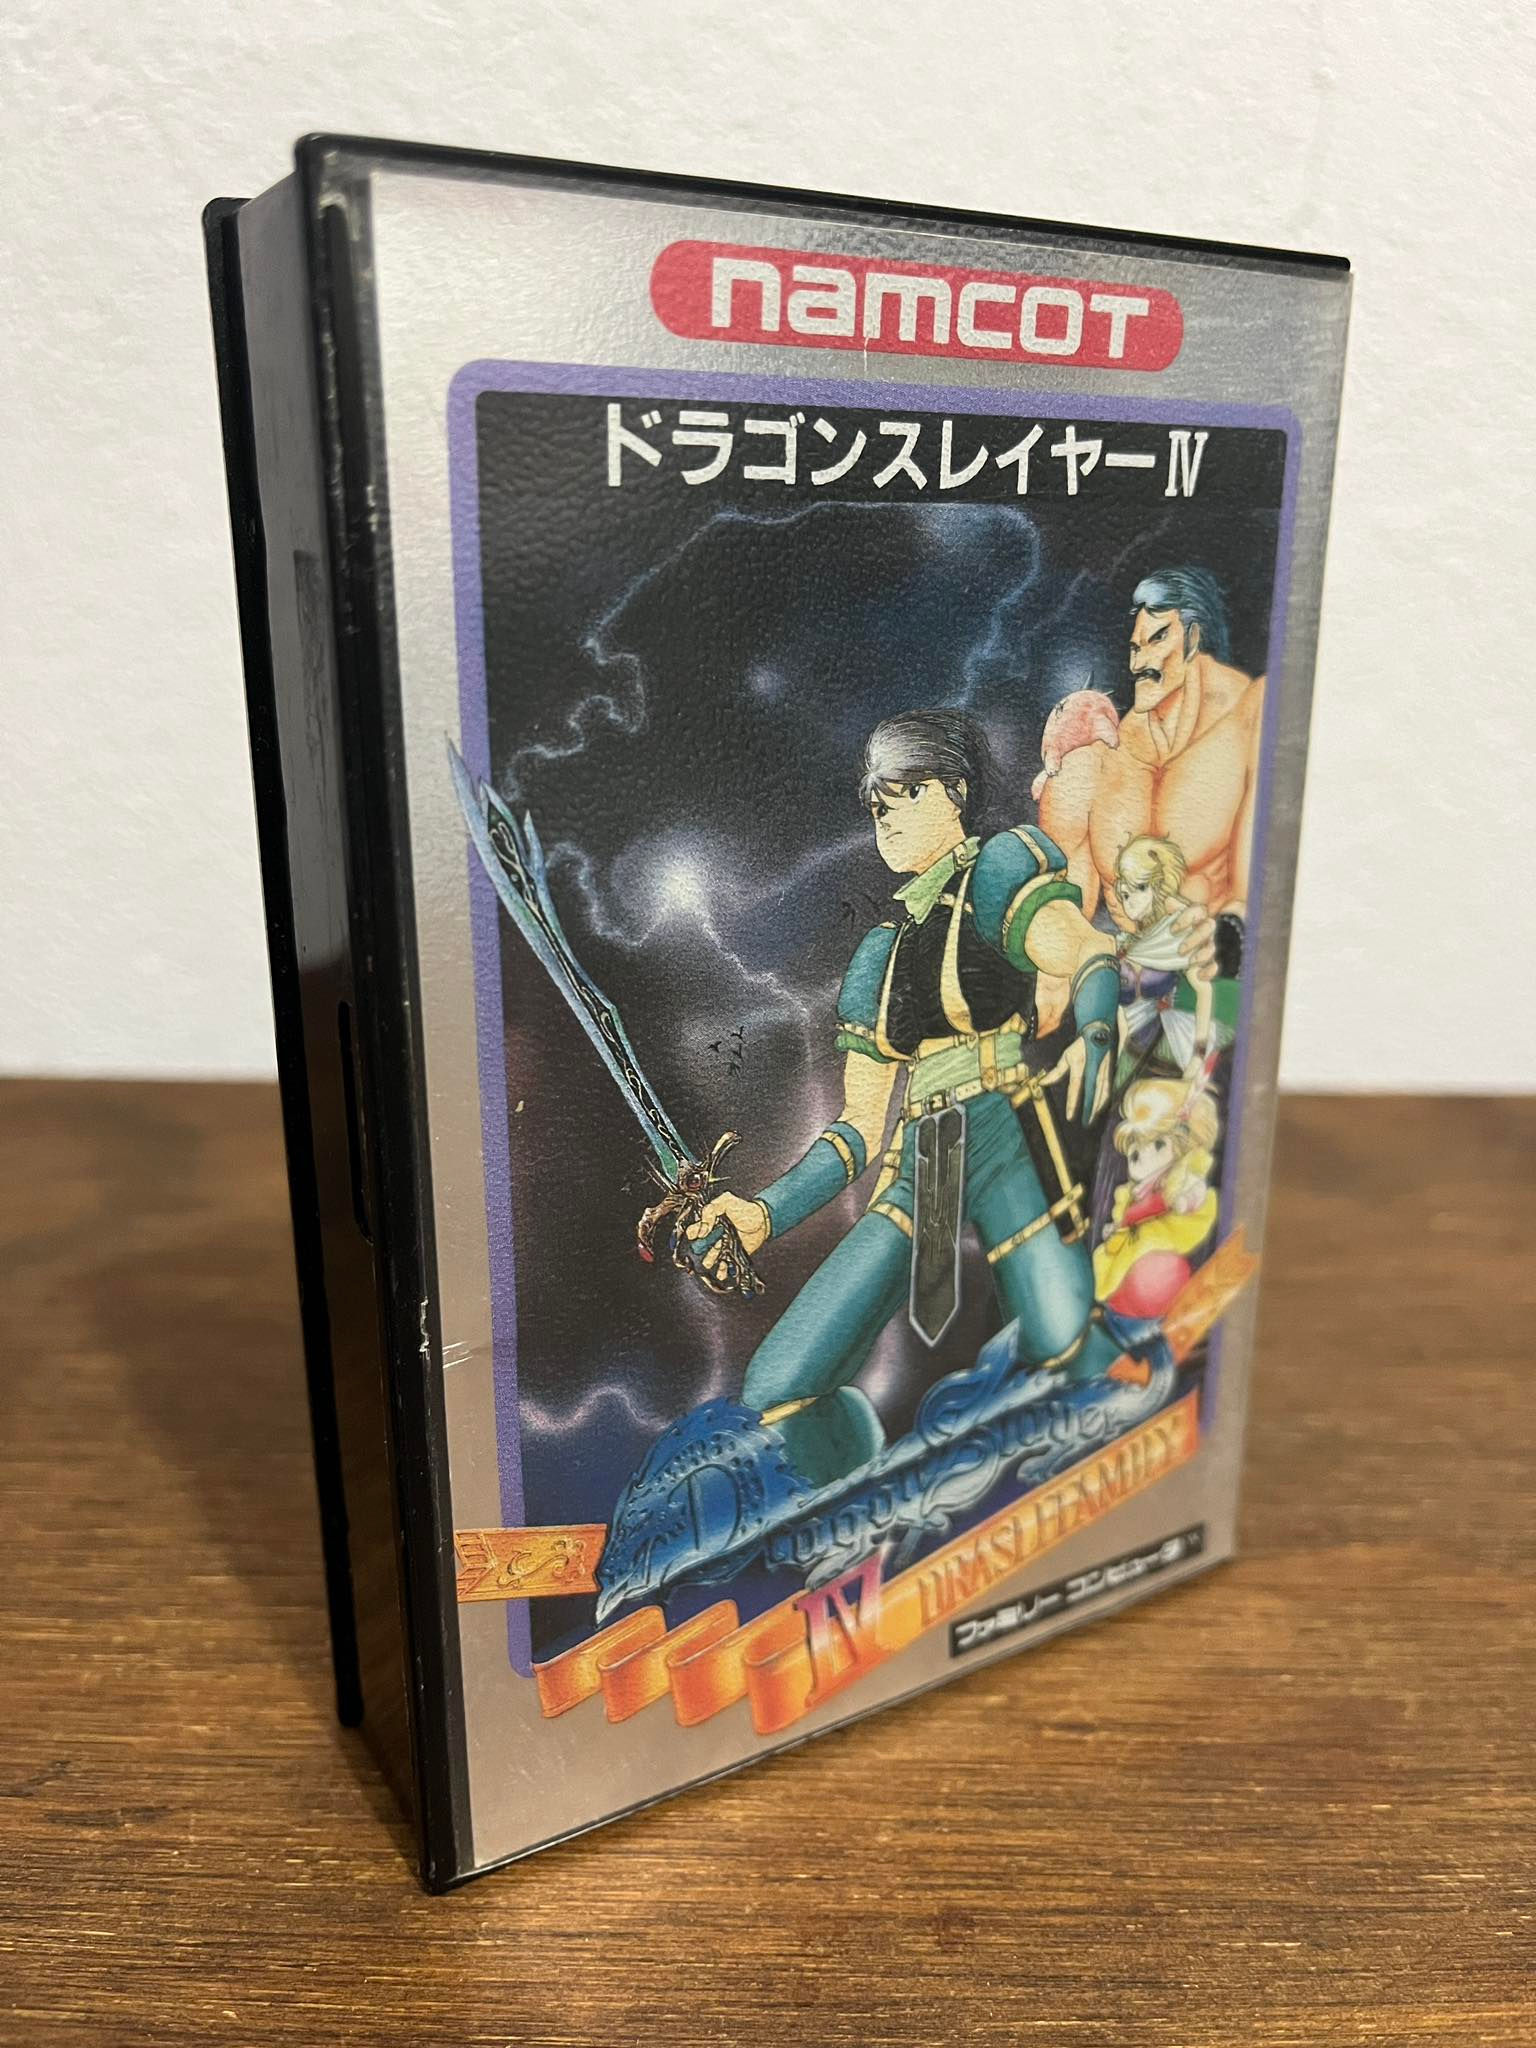 namcoT
ドラゴンスレイヤーⅣ
Dragon Slayer
IV DRASLE FAMILY
ファミリーコンピュータ